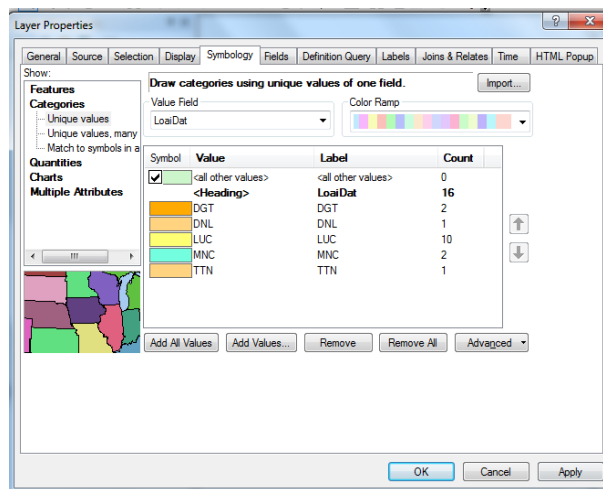 Layer Properties
General Source Selection Display Symbology Fields Definition Query Labels Joins & Relates Time HTML Popup
Show:
Features
Categories
Unique values
Unique values, many
Match to symbols in a
Quantities
Charts
Multiple Attributes
Draw categories using unique values of one field.
Import...
Value Field
LoaiDat
Color Ramp
Symbol Value Label Count
<all other values> <all other values> 0
<Heading> LoaiDat 16
DGT DGT 2
DNL DNL 1
LUC LUC 10
MNC MNC 2
TTN TTN 1
Add All Values Add Values... Remove Remove All Advanced
OK Cancel Apply